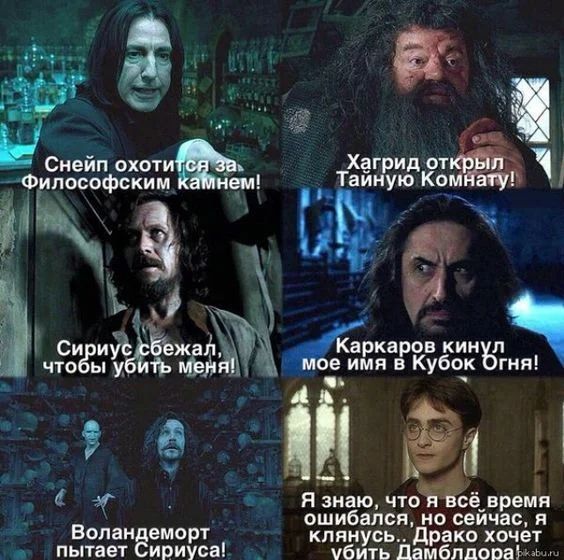 Снейп охотится за
Философским камнем!
Хагрид открыл
Тайную Комнату!
Сириус сбежал,
чтобы убить меня!
Каркаров кинул
мое имя в Кубок Огня!
Воландеморт
пытает Сириуса!
Я знаю, что я всё время
ошибался, но сейчас, я
клянусь.. Драко хочет
убить Дамблдора!
pikabu.ru